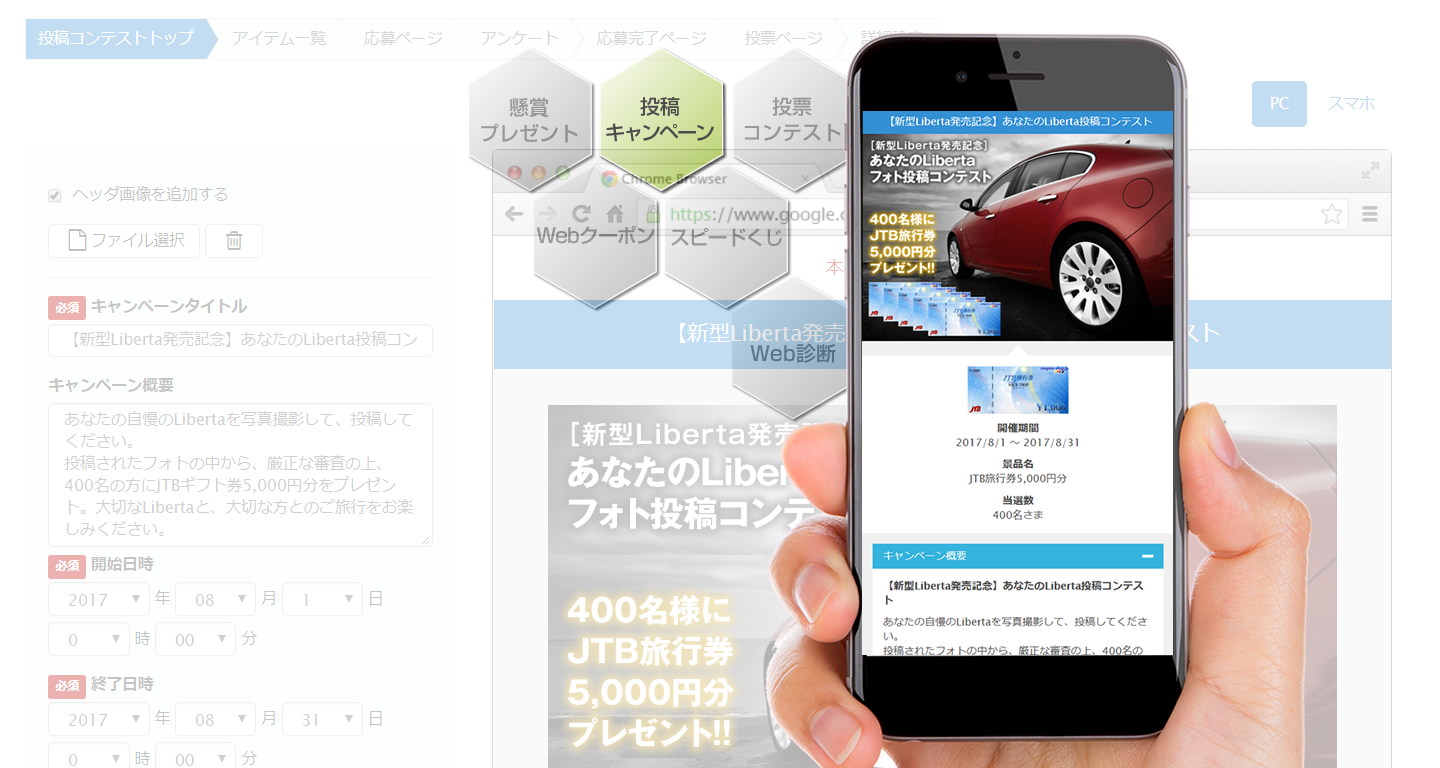 投稿コンテストトップ
アイテム一覧
応募ページ
アンケート
応募完了ページ
投票ページ
詳細設定
懸賞
プレゼント
投稿
キャンペーン
投票
コンテスト
Webクーポン
スピードくじ
Web診断
PC
スマホ
ヘッダ画像を追加する
ファイル選択
必須 キャンペーンタイトル
【新型Liberta発売記念】あなたのLiberta投稿コン
キャンペーン概要
あなたの自慢のLibertaを写真撮影して、投稿して
ください。
投稿されたフォトの中から、厳正な審査の上、
400名の方にJTBギフト券5,000円分をプレゼン
ト。大切なLibertaと、大切な方とのご旅行をお楽
しみください。
必須 開始日時
2017 年 08 月 1 日
0 時 00 分
必須 終了日時
2017 年 08 月 31 日
0 時 00 分
Chrome Browser
https://www.google.c
本
【新型Liberta発売
スト
[新型Liberta発売
あなたのLiber
フォト投稿コンテ
400名様に
JTB旅行券
5,000円分
プレゼント!!
【新型Liberta発売記念】あなたのLiberta投稿コンテスト
[新型Liberta発売記念]
あなたのLiberta
フォト投稿コンテスト
400名様に
JTB旅行券
5,000円分
プレゼント!!
JTB旅行券
NICE TRIP
JTB
¥1,000
開催期間
2017/8/1 ～ 2017/8/31
景品名
JTB旅行券5,000円分
当選数
400名さま
キャンペーン概要
【新型Liberta発売記念】あなたのLiberta投稿コンテス
ト
あなたの自慢のLibertaを写真撮影して、投稿してくださ
い。
投稿されたフォトの中から、厳正な審査の上、400名の